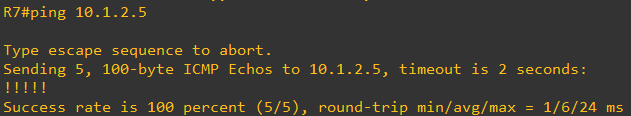 R7#ping 10.1.2.5
Type escape sequence to abort.
Sending 5, 100-byte ICMP Echos to 10.1.2.5, timeout is 2 seconds:
!!!!!
Success rate is 100 percent (5/5), round-trip min/avg/max = 1/6/24 ms